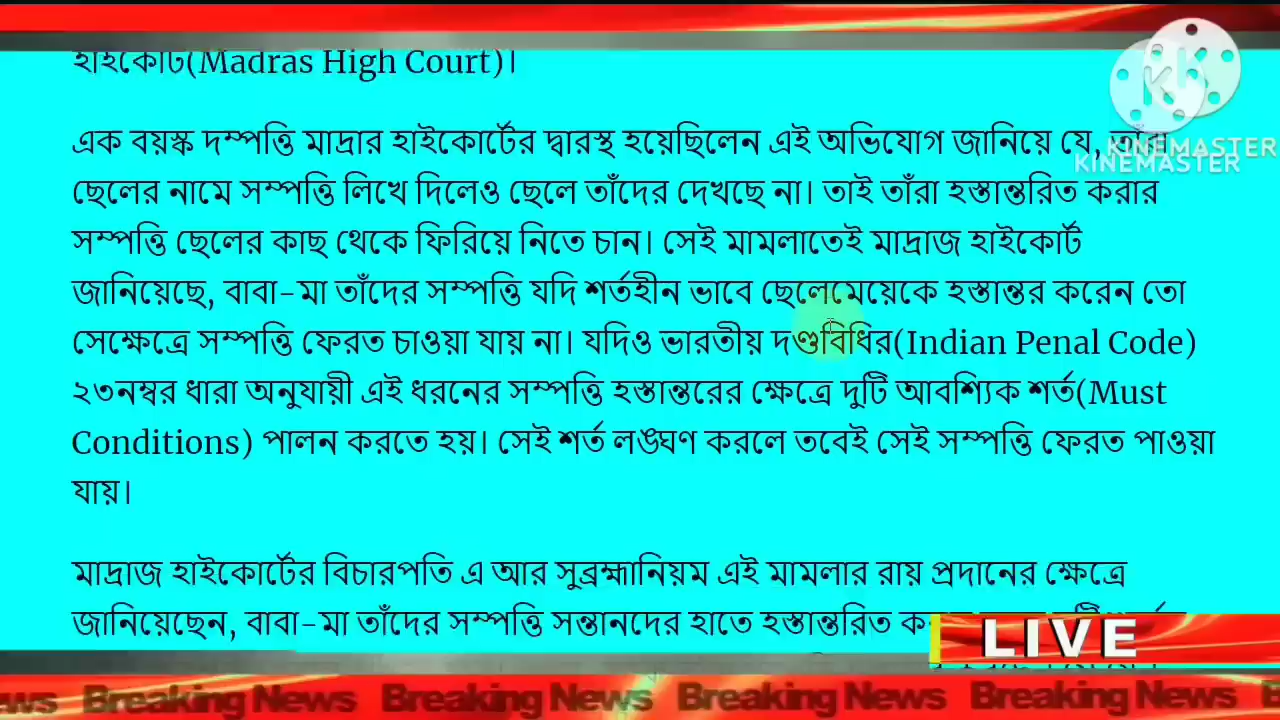 হাইকোর্ট(Madras High Court)।
KINEMASTER
KINEMASTER
এক বয়স্ক দম্পত্তি মাদ্রার হাইকোর্টের দ্বারস্থ হয়েছিলেন এই অভিযোগ জানিয়ে যে, তাঁরা
ছেলের নামে সম্পত্তি লিখে দিলেও ছেলে তাঁদের দেখছে না। তাই তাঁরা হস্তান্তরিত করার
সম্পত্তি ছেলের কাছ থেকে ফিরিয়ে নিতে চান। সেই মামলাতেই মাদ্রাজ হাইকোর্ট
জানিয়েছে, বাবা-মা তাঁদের সম্পত্তি যদি শর্তহীন ভাবে ছেলেমেয়েকে হস্তান্তর করেন তো
সেক্ষেত্রে সম্পত্তি ফেরত চাওয়া যায় না। যদিও ভারতীয় দণ্ডবিধির(Indian Penal Code)
২৩নম্বর ধারা অনুযায়ী এই ধরনের সম্পত্তি হস্তান্তরের ক্ষেত্রে দুটি আবশ্যিক শর্ত(Must
Conditions) পালন করতে হয়। সেই শর্ত লঙ্ঘণ করলে তবেই সেই সম্পত্তি ফেরত পাওয়া
যায়।
মাদ্রাজ হাইকোর্টের বিচারপতি এ আর সুব্রহ্মানিয়ম এই মামলার রায় প্রদানের ক্ষেত্রে
জানিয়েছেন, বাবা-মা তাঁদের সম্পত্তি সন্তানদের হাতে হস্তান্তরিত
LIVE
Breaking News Breaking News Breaking News Breaking News